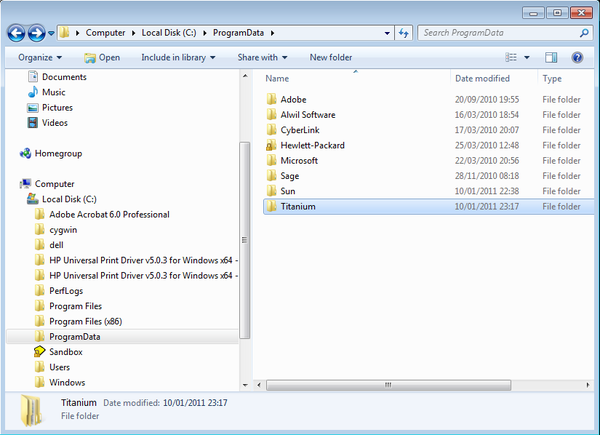 Computer Local Disk (C:) ProgramData
Search ProgramData
Organize Open Include in library Share with New folder
Documents
Music
Pictures
Videos
Homegroup
Computer
Local Disk (C:)
Adobe Acrobat 6.0 Professional
cygwin
dell
HP Universal Print Driver v5.0.3 for Windows x64 -
HP Universal Print Driver v5.0.3 for Windows x64 -
PerfLogs
Program Files
Program Files (x86)
ProgramData
Sandbox
Users
Windows
Name Date modified Type
Adobe 20/09/2010 19:55 File folder
Alwil Software 16/03/2010 18:54 File folder
CyberLink 17/03/2010 20:07 File folder
Hewlett-Packard 25/03/2010 12:48 File folder
Microsoft 22/03/2010 20:56 File folder
Sage 28/11/2010 08:18 File folder
Sun 10/01/2011 22:38 File folder
Titanium 10/01/2011 23:17 File folder
Titanium Date modified: 10/01/2011 23:17
File folder